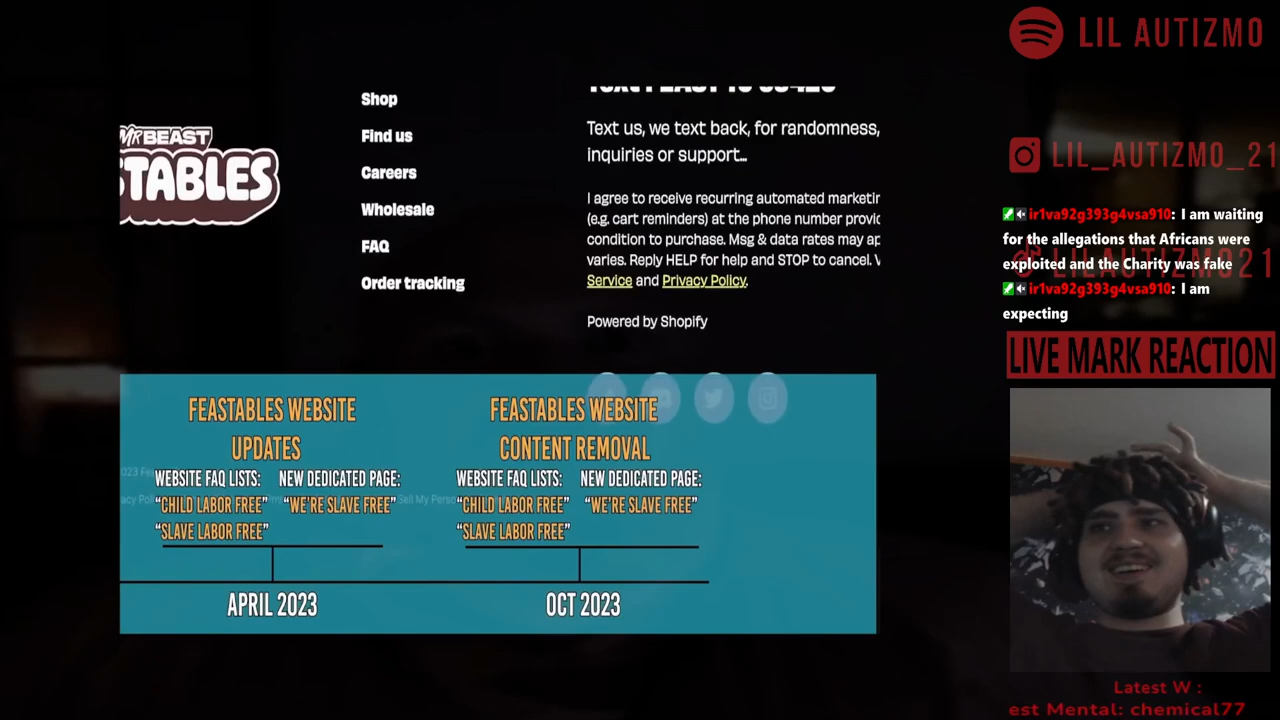 LIL AUTIZMO
Shop
MRBEAST
STABLES
Find us
Careers
Wholesale
FAQ
Order tracking
Text us, we text back, for randomness,
inquiries or support...
I agree to receive recurring automated
(e.g. cart reminders) at the phone number
condition to purchase. Msg & data rates may
varies. Reply HELP for help and STOP to cancel.
Service and Privacy Policy.
Powered by Shopify
LIL_AUTIZMO_21
ir1va92g393g4vsa910: I am waiting
for the allegations that Africans were
exploited and the Charity was fake
LILAUTIZMO21
ir1va92g393g4vsa910: I am
expecting
LIVE MARK REACTION
FEASTABLES WEBSITE
UPDATES
WEBSITE FAQ LISTS: NEW DEDICATED PAGE:
"CHILD LABOR FREE" "WE'RE SLAVE FREE"
"SLAVE LABOR FREE"
APRIL 2023
FEASTABLES WEBSITE
CONTENT REMOVAL
WEBSITE FAQ LISTS: NEW DEDICATED PAGE:
"CHILD LABOR FREE" "WE'RE SLAVE FREE"
"SLAVE LABOR FREE"
OCT 2023
Latest W :
est Mental: chemical77